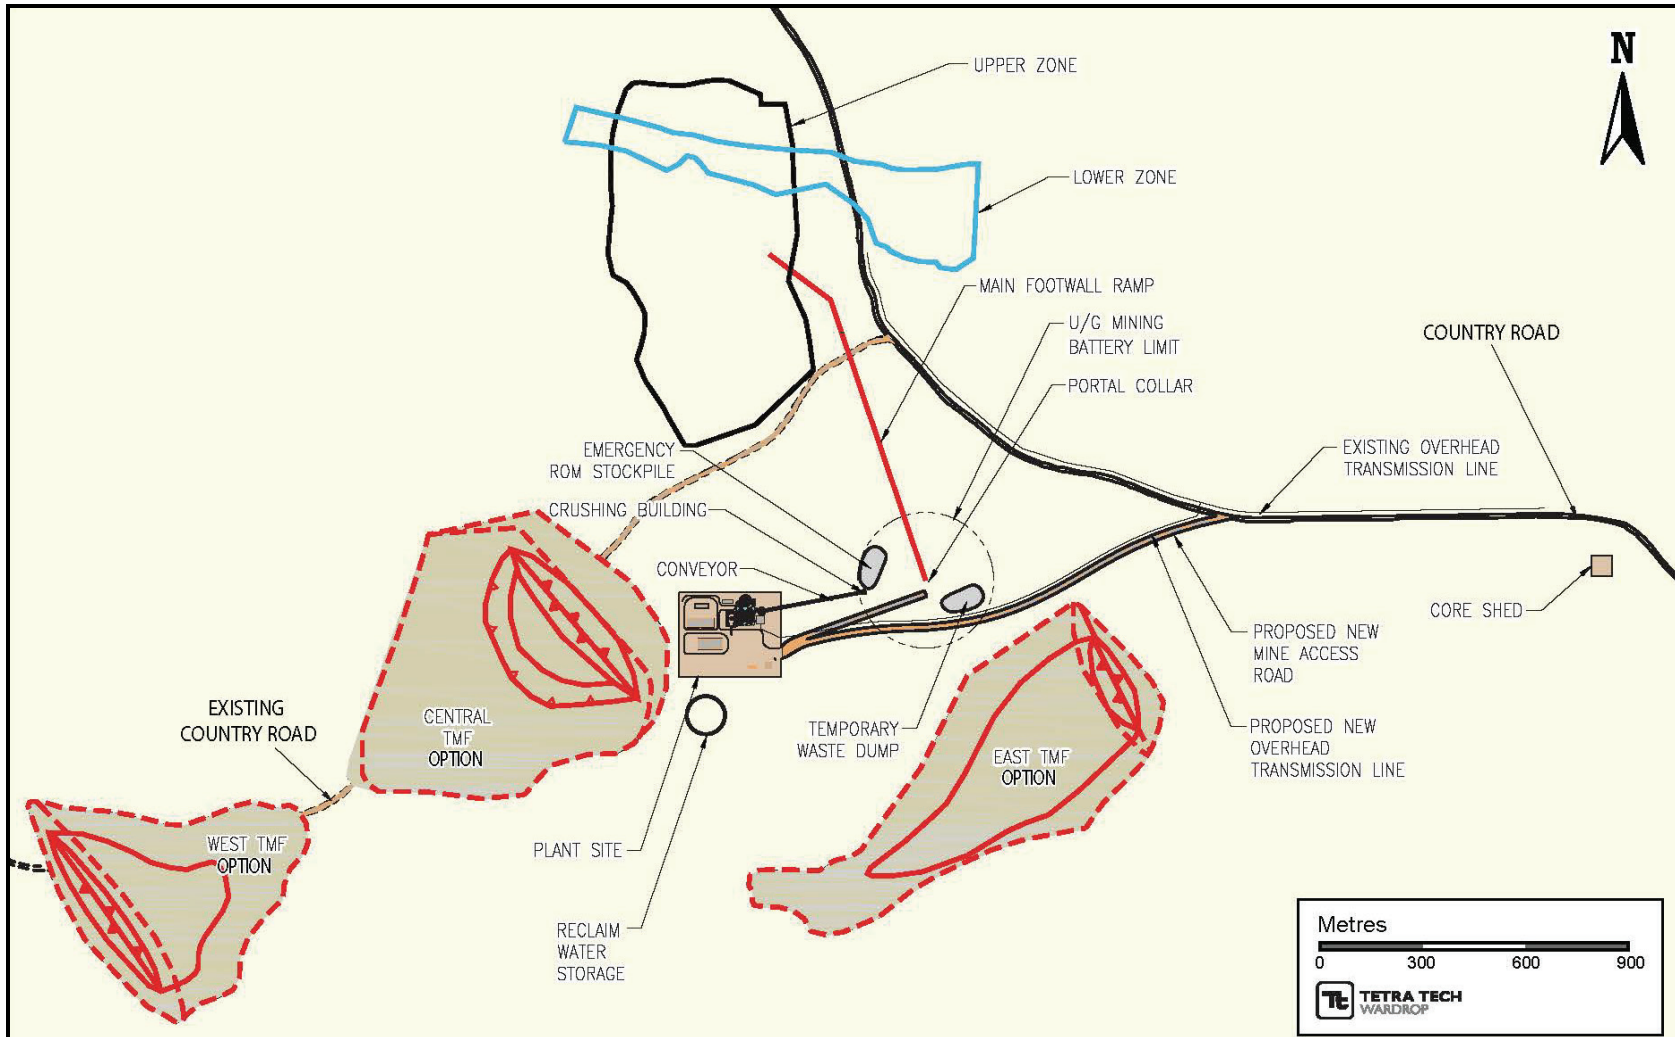 N
UPPER ZONE
LOWER ZONE
MAIN FOOTWALL RAMP
U/G MINING
BATTERY LIMIT
COUNTRY ROAD
PORTAL COLLAR
EMERGENCY
ROM STOCKPILE
EXISTING OVERHEAD
TRANSMISSION LINE
CRUSHING BUILDING
CONVEYOR
CORE SHED
PROPOSED NEW
MINE ACCESS
ROAD
EXISTING
COUNTRY ROAD
CENTRAL
TMF
OPTION
TEMPORARY
WASTE DUMP
EAST TMF
OPTION
PROPOSED NEW
OVERHEAD
TRANSMISSION LINE
WEST TMF
OPTION
PLANT SITE
RECLAIM
WATER
STORAGE
Metres
0 300 600 900
Tt TETRA TECH
WARDROP